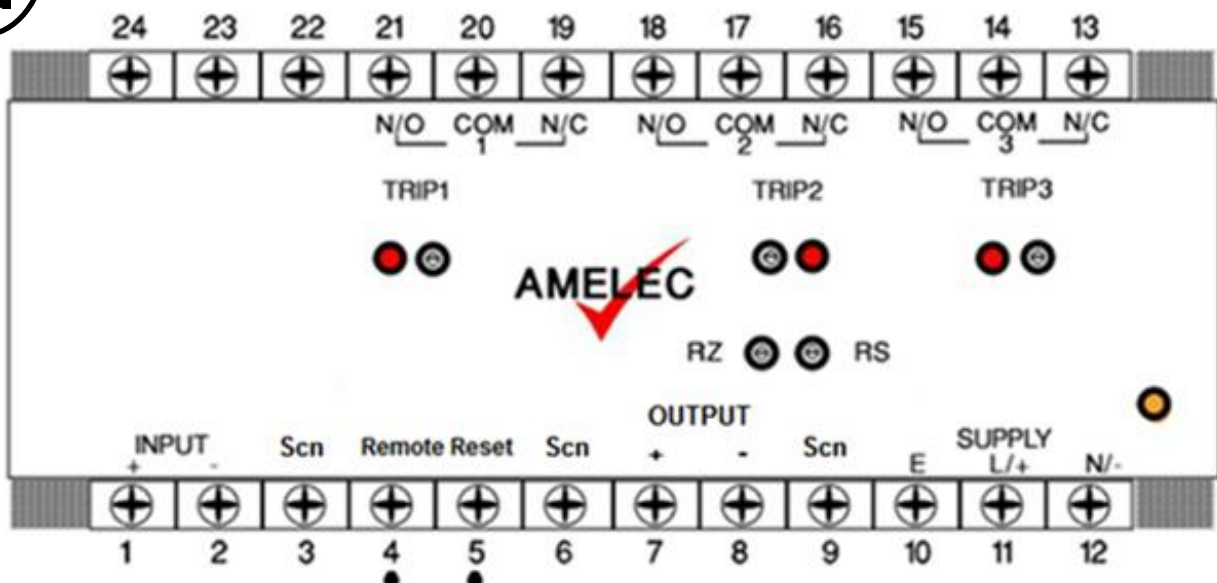 24 23 22 21 20 19 18 17 16 15 14 13
N/O COM N/C N/O COM N/C N/O COM N/C
1 2 3
TRIP1 TRIP2 TRIP3
AMELEC
RZ RS
OUTPUT
INPUT Scn Remote Reset Scn + - Scn SUPPLY
+ - E L/+ N/-
1 2 3 4 5 6 7 8 9 10 11 12